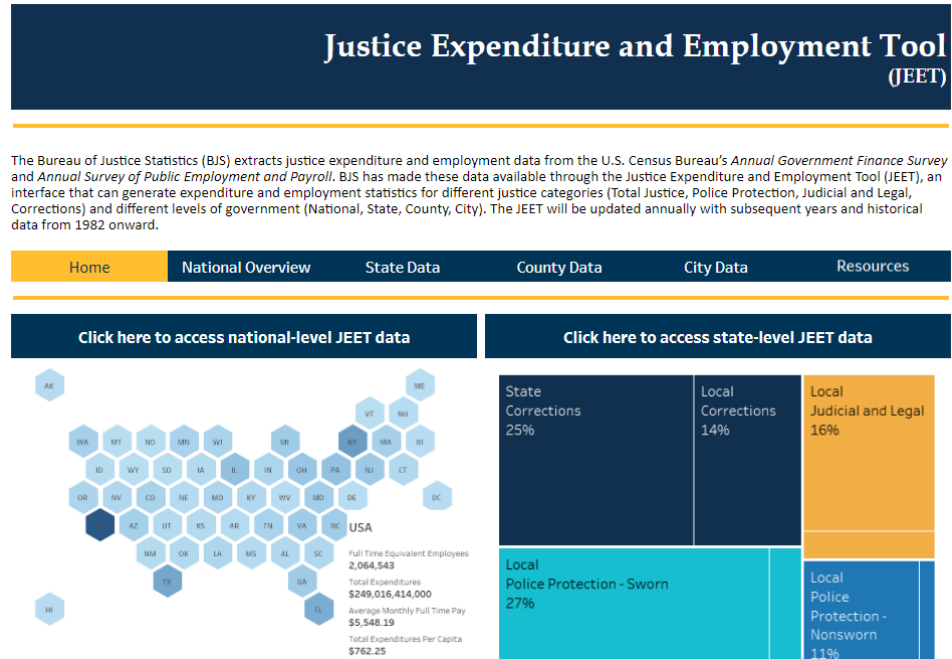 Justice Expenditure and Employment Tool
(JEET)
The Bureau of Justice Statistics (BJS) extracts justice expenditure and employment data from the U.S. Census Bureau's Annual Government Finance Survey
and Annual Survey of Public Employment and Payroll. BJS has made these data available through the Justice Expenditure and Employment Tool (JEET), an
interface that can generate expenditure and employment statistics for different justice categories (Total Justice, Police Protection, Judicial and Legal,
Corrections) and different levels of government (National, State, County, City). The JEET will be updated annually with subsequent years and historical
data from 1982 onward.
Home National Overview State Data County Data City Data Resources
Click here to access national-level JEET data
AK ME
VT NH
WA MT ND MN WI MI NY MA RI
ID WY SD IA IL IN OH PA NJ CT
OR NV CO NE MO KY WV MD DE DC
AZ UT KS AR TN VA NC
NM OK LA MS AL SC
TX GA
HI FL
USA
Full Time Equivalent Employees
2,064,543
Total Expenditures
$249,016,414,000
Average Monthly Full Time Pay
$5,548.19
Total Expenditures Per Capita
$762.25
Click here to access state-level JEET data
State
Corrections
25%
Local
Corrections
14%
Local
Judicial and Legal
16%
Local
Police Protection - Sworn
27%
Local
Police
Protection -
Nonsworn
11%